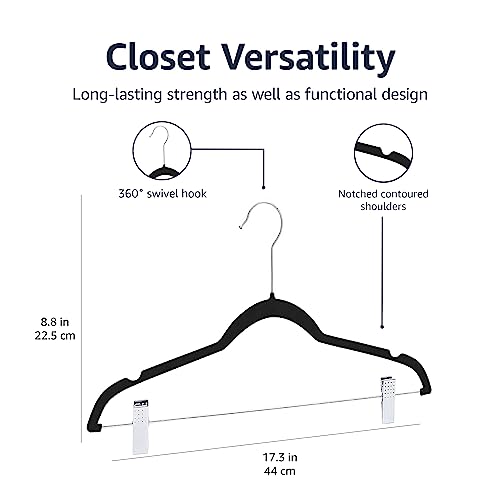 Closet Versatility
Long-lasting strength as well as functional design
360° swivel hook
Notched contoured
shoulders
8.8 in
22.5 cm
17.3 in
44 cm